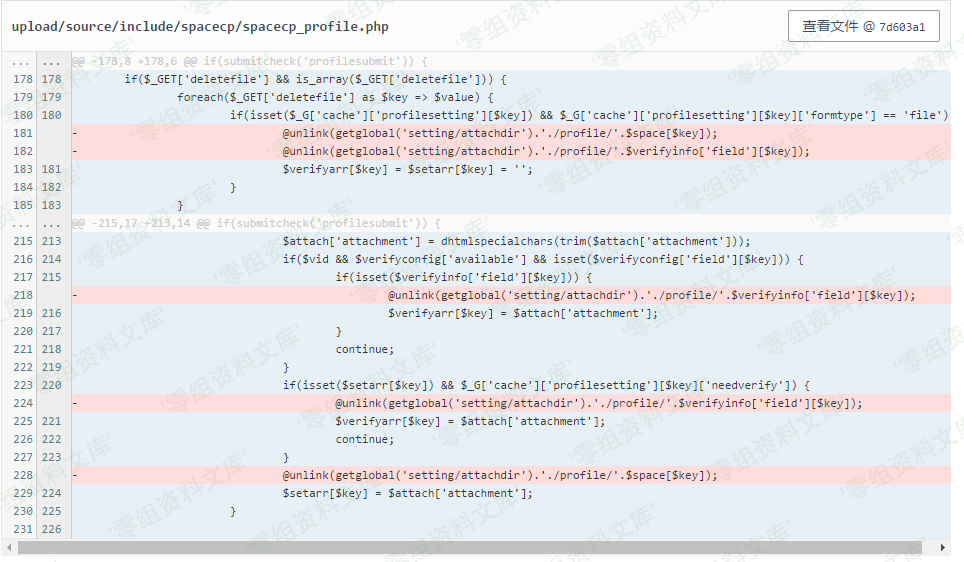 upload/source/include/spacecp/spacecp_profile.php
查看文件 @ 7d603a1
... ... @@ -178,8 +178,6 @@ if(submitcheck('profilesubmit')) {
178 178 if($_GET['deletefile'] && is_array($_GET['deletefile'])) {
179 179 foreach($_GET['deletefile'] as $key => $value) {
180 180 if(isset($_G['cache']['profilesetting'][$key]) && $_G['cache']['profilesetting'][$key]['formtype'] == 'file')
181 - @unlink(getglobal('setting/attachdir').'./profile/'.$space[$key]);
182 - @unlink(getglobal('setting/attachdir').'./profile/'.$verifyinfo['field'][$key]);
183 181 $verifyarr[$key] = $setarr[$key] = '';
184 182 }
185 183 }
... ... @@ -215,17 +213,14 @@ if(submitcheck('profilesubmit')) {
215 213 $attach['attachment'] = dhtmlspecialchars(trim($attach['attachment']));
216 214 if($vid && $verifyconfig['available'] && isset($verifyconfig['field'][$key])) {
217 215 if(isset($verifyinfo['field'][$key])) {
218 - @unlink(getglobal('setting/attachdir').'./profile/'.$verifyinfo['field'][$key]);
219 216 $verifyarr[$key] = $attach['attachment'];
220 217 }
221 218 continue;
222 219 }
223 220 if(isset($setarr[$key]) && $_G['cache']['profilesetting'][$key]['needverify']) {
224 - @unlink(getglobal('setting/attachdir').'./profile/'.$verifyinfo['field'][$key]);
225 221 $verifyarr[$key] = $attach['attachment'];
226 222 continue;
227 223 }
228 - @unlink(getglobal('setting/attachdir').'./profile/'.$space[$key]);
229 224 $setarr[$key] = $attach['attachment'];
230 225 }
231 226
'零组资料文库'